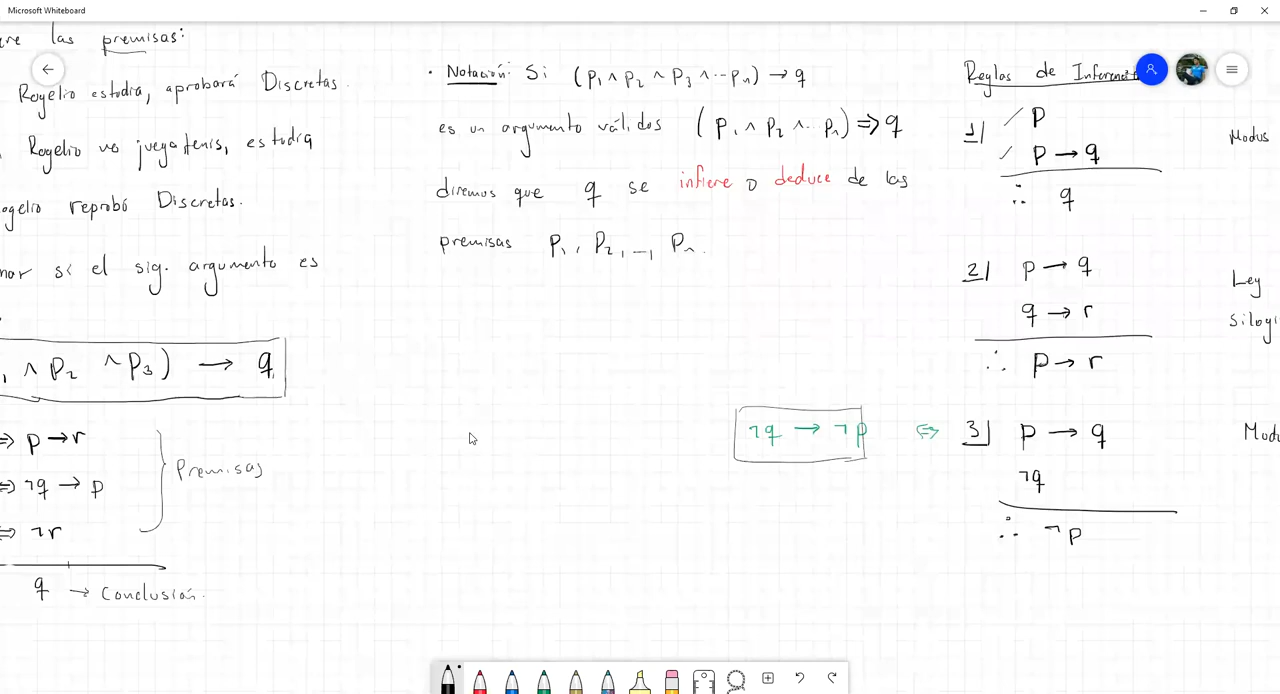 Microsoft Whiteboard
las premisas:
Rogelio estudia, aprobará Discretas.
Rogelio no juega tenis, estudia
ogelio reprobó Discretas.
nar si el sig. argumento es
∧ P₂ ∧ P₃) → q
⇔ p → r
⇔ ¬q → p
⇔ ¬r
Premisas
q → Conclusión.
· Notación: Si (p₁ ∧ p₂ ∧ p₃ ∧ ... pₙ) → q
es un argumento válidos (p₁ ∧ p₂ ∧ ... pₙ) ⇒ q
diremos que q se infiere o deduce de las
premisas p₁, p₂, ..., pₙ.
¬q → ¬p ⇔
Reglas de Inferencia
1) p
p → q
∴ q
Modus
2) p → q
q → r
∴ p → r
Ley
Silogi
3) p → q
¬q
∴ ¬p
Modu